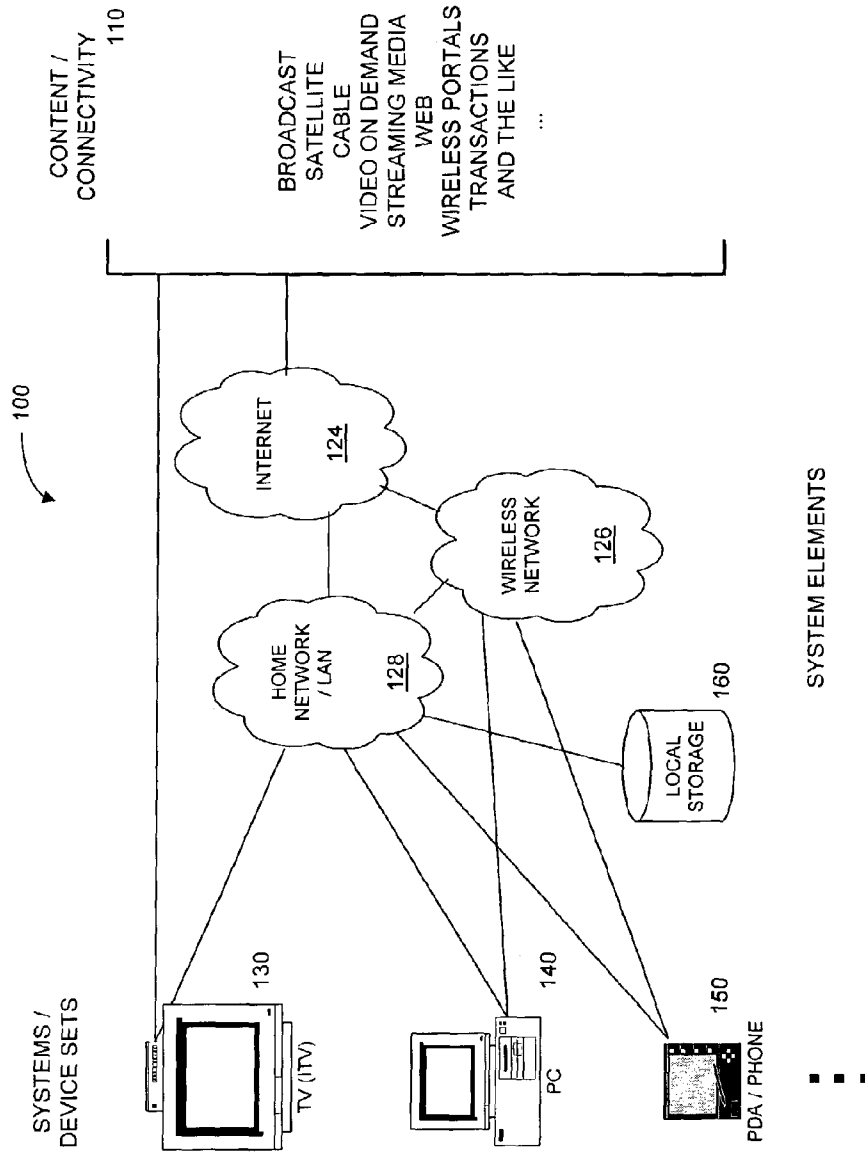 100
SYSTEMS /
DEVICE SETS
CONTENT /
CONNECTIVITY
110
BROADCAST
SATELLITE
CABLE
VIDEO ON DEMAND
STREAMING MEDIA
WEB
WIRELESS PORTALS
TRANSACTIONS
AND THE LIKE
...
INTERNET
124
HOME
NETWORK
/ LAN
128
WIRELESS
NETWORK
126
130
TV (ITV)
140
PC
150
PDA / PHONE
LOCAL
STORAGE
160
SYSTEM ELEMENTS